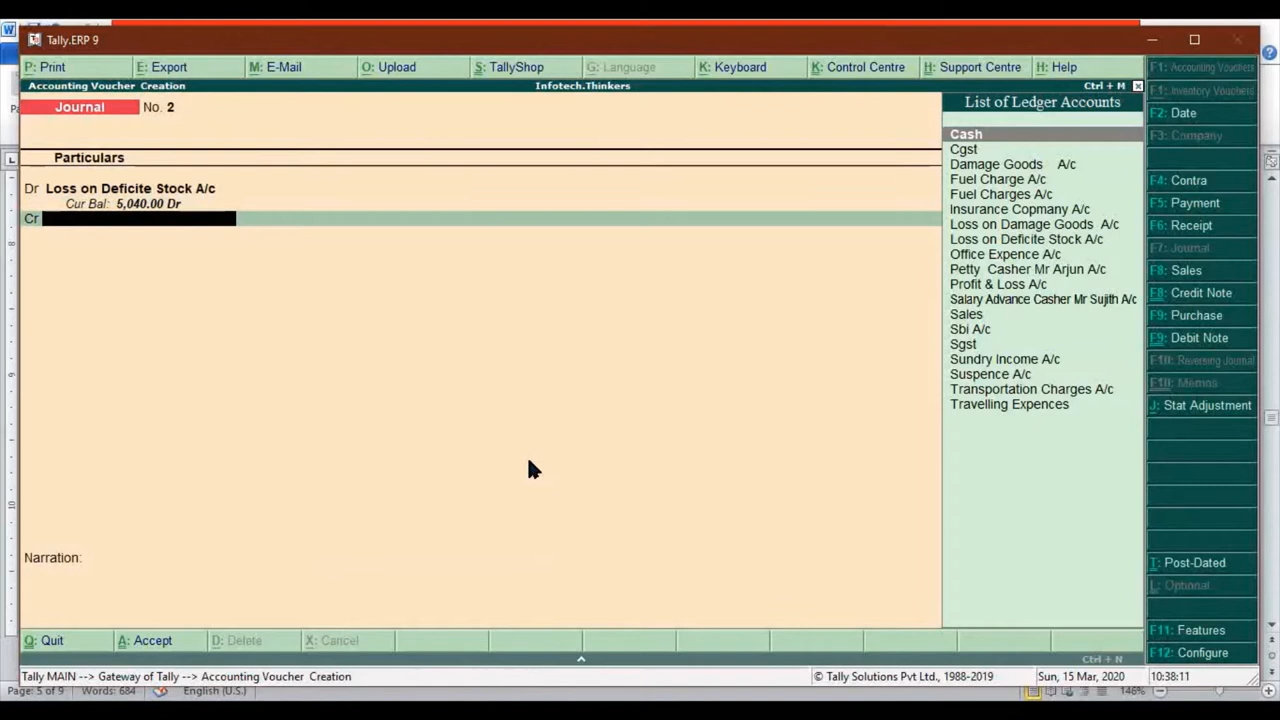 Tally.ERP 9
P: Print E: Export M: E-Mail O: Upload S: TallyShop G: Language K: Keyboard K: Control Centre H: Support Centre H: Help
Accounting Voucher Creation Infotech.Thinkers Ctrl + M
Journal No. 2
Particulars
Dr Loss on Deficite Stock A/c
Cur Bal: 5,040.00 Dr
Cr
Narration:
List of Ledger Accounts
Cash
Cgst
Damage Goods A/c
Fuel Charge A/c
Fuel Charges A/c
Insurance Copmany A/c
Loss on Damage Goods A/c
Loss on Deficite Stock A/c
Office Expence A/c
Petty Casher Mr Arjun A/c
Profit & Loss A/c
Salary Advance Casher Mr Sujith A/c
Sales
Sbi A/c
Sgst
Sundry Income A/c
Suspence A/c
Transportation Charges A/c
Travelling Expences
F1: Accounting Vouchers
F1: Inventory Vouchers
F2: Date
F3: Company
F4: Contra
F5: Payment
F6: Receipt
F7: Journal
F8: Sales
F8: Credit Note
F9: Purchase
F9: Debit Note
F10: Reversing Journal
F10: Memos
J: Stat Adjustment
T: Post-Dated
L: Optional
F11: Features
F12: Configure
Q: Quit A: Accept D: Delete X: Cancel
Ctrl + N
Tally MAIN --> Gateway of Tally --> Accounting Voucher Creation © Tally Solutions Pvt Ltd., 1988-2019 Sun, 15 Mar, 2020 10:38:11
Page: 5 of 9 Words: 684 English (U.S.) 146%